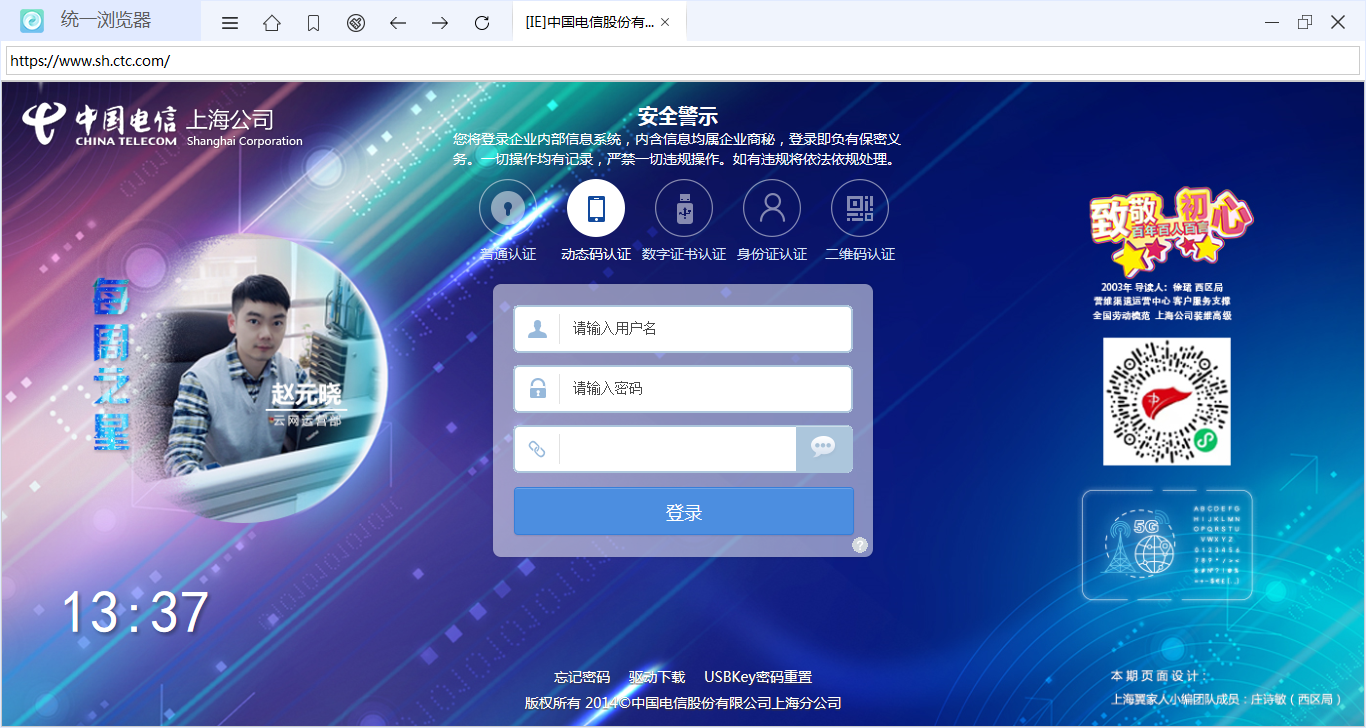 统一浏览器
[IE]中国电信股份有...
https://www.sh.ctc.com/
中国电信 上海公司
CHINA TELECOM Shanghai Corporation
安全警示
您将登录企业内部信息系统，内含信息均属企业商秘，登录即负有保密义
务。一切操作均有记录，严禁一切违规操作。如有违规将依法依规处理。
普通认证 动态码认证 数字证书认证 身份证认证 二维码认证
每周之星
赵元晓
云网运营部
请输入用户名
请输入密码
登录
?
致敬初心
百年百人百言
2003年 导读人：徐珺 西区局
营维渠道运营中心 客户服务支撑
全国劳动模范 上海公司装维高级
5G
ABCDEFG
HIJKLMN
OPQRSTU
VWXYZ
0123456
13:37
忘记密码 驱动下载 USBKey密码重置
版权所有 2014©中国电信股份有限公司上海分公司
本期页面设计：
上海翼家人小编团队成员：庄诗敏（西区局）